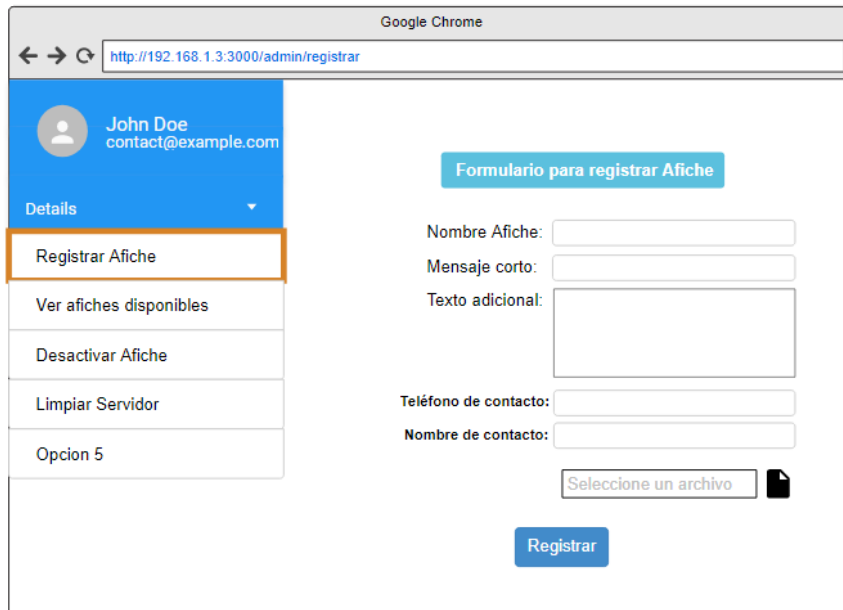 Google Chrome
http://192.168.1.3:3000/admin/registrar
John Doe
contact@example.com
Details
Registrar Afiche
Ver afiches disponibles
Desactivar Afiche
Limpiar Servidor
Opcion 5
Formulario para registrar Afiche
Nombre Afiche:
Mensaje corto:
Texto adicional:
Teléfono de contacto:
Nombre de contacto:
Seleccione un archivo
Registrar